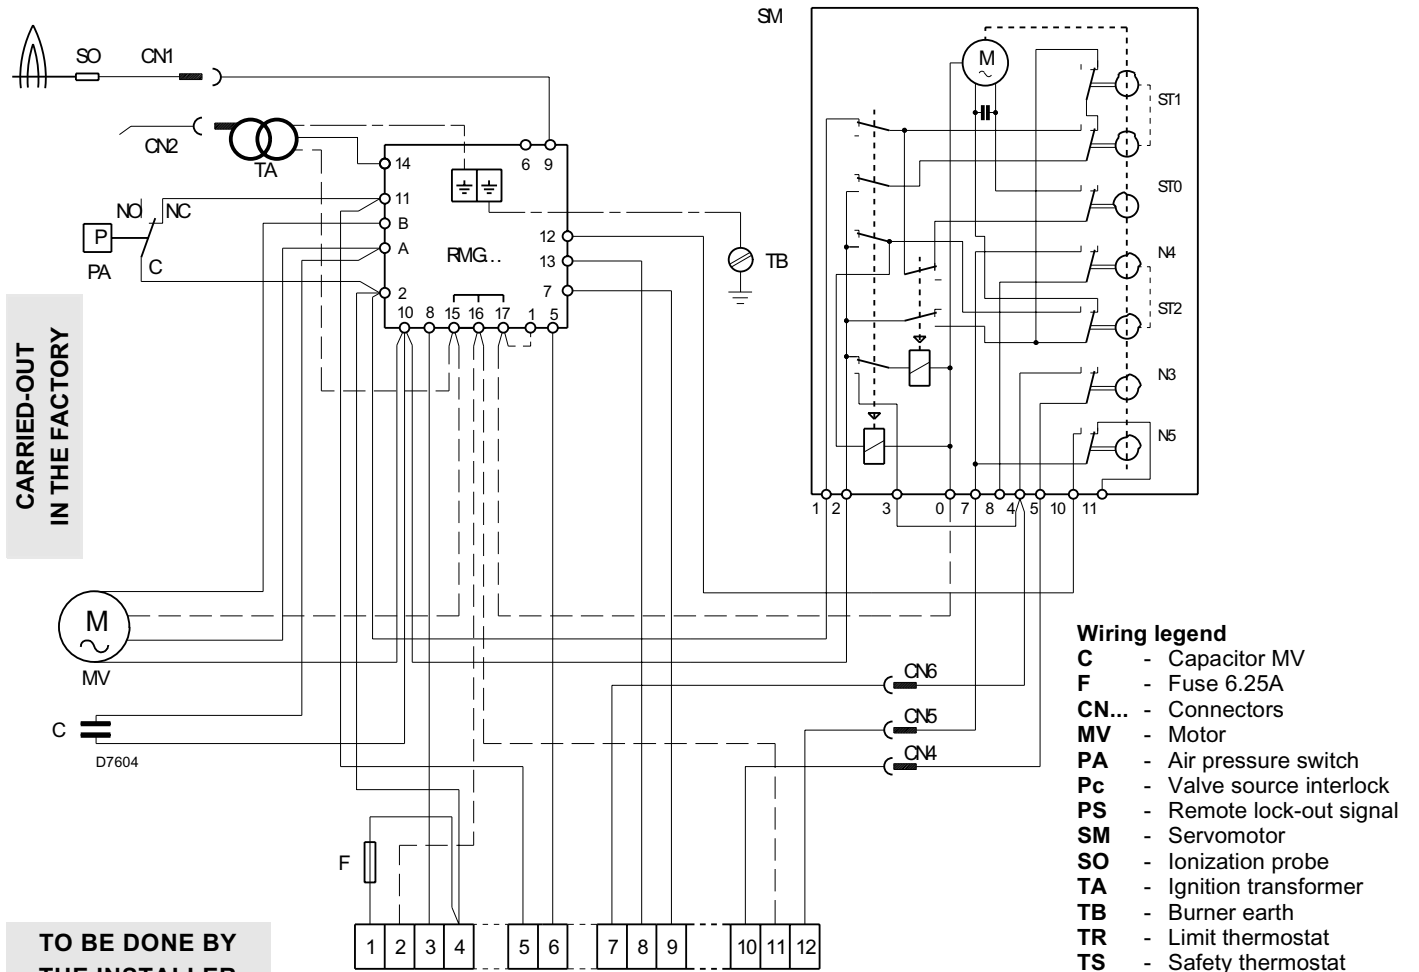 SM
SO CN1
M
ST1
CN2
TA
14
6 9
ST0
NO NC
11
B
P
PA
C
A
RMG...
12
13
TB
N4
2
7
ST2
10 8 15 16 17 1 5
N3
N5
CARRIED-OUT
IN THE FACTORY
1 2 3 0 7 8 4 5 10 11
M
MV
C
D7604
CN6
CN5
CN4
F
Wiring legend
C - Capacitor MV
F - Fuse 6.25A
CN... - Connectors
MV - Motor
PA - Air pressure switch
Pc - Valve source interlock
PS - Remote lock-out signal
SM - Servomotor
SO - Ionization probe
TA - Ignition transformer
TB - Burner earth
TR - Limit thermostat
TS - Safety thermostat
1 2 3 4 5 6 7 8 9 10 11 12
TO BE DONE BY
THE INSTALLER